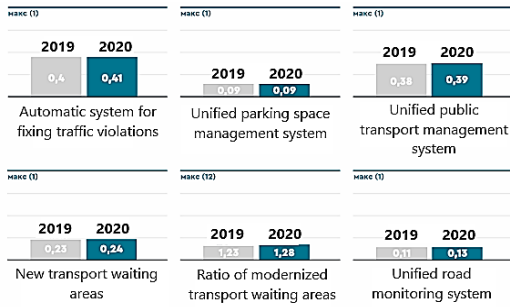 макс (1)
макс (1)
макс (1)
2019 2020
0,4 0,41
2019 2020
0,09 0,09
2019 2020
0,38 0,39
Automatic system for
fixing traffic violations
Unified parking space
management system
Unified public
transport management
system
макс (1)
макс (12)
макс (1)
2019 2020
0,23 0,24
2019 2020
1,23 1,28
2019 2020
0,11 0,13
New transport waiting
areas
Ratio of modernized
transport waiting areas
Unified road
monitoring system